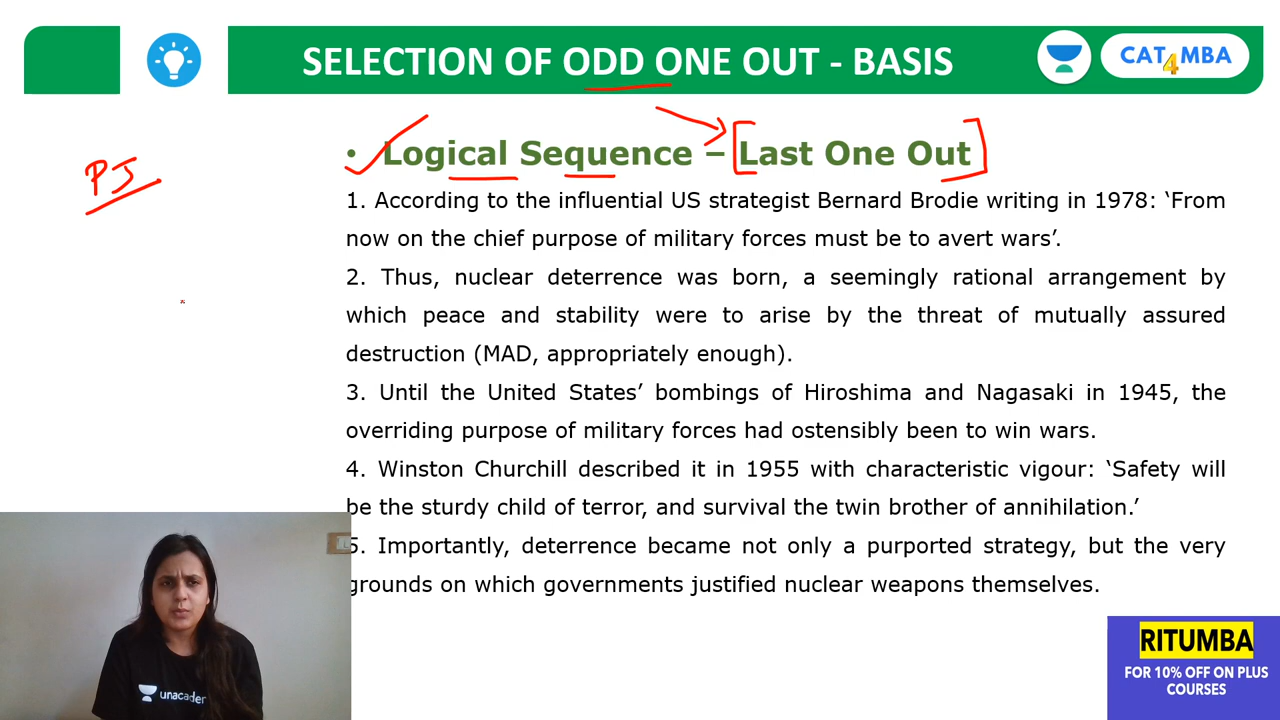 SELECTION OF ODD ONE OUT - BASIS
CAT4MBA
PJ
• Logical Sequence – [Last One Out]
1. According to the influential US strategist Bernard Brodie writing in 1978: ‘From
now on the chief purpose of military forces must be to avert wars’.
2. Thus, nuclear deterrence was born, a seemingly rational arrangement by
which peace and stability were to arise by the threat of mutually assured
destruction (MAD, appropriately enough).
3. Until the United States’ bombings of Hiroshima and Nagasaki in 1945, the
overriding purpose of military forces had ostensibly been to win wars.
4. Winston Churchill described it in 1955 with characteristic vigour: ‘Safety will
be the sturdy child of terror, and survival the twin brother of annihilation.’
5. Importantly, deterrence became not only a purported strategy, but the very
grounds on which governments justified nuclear weapons themselves.
unacademy
RITUMBA
FOR 10% OFF ON PLUS
COURSES